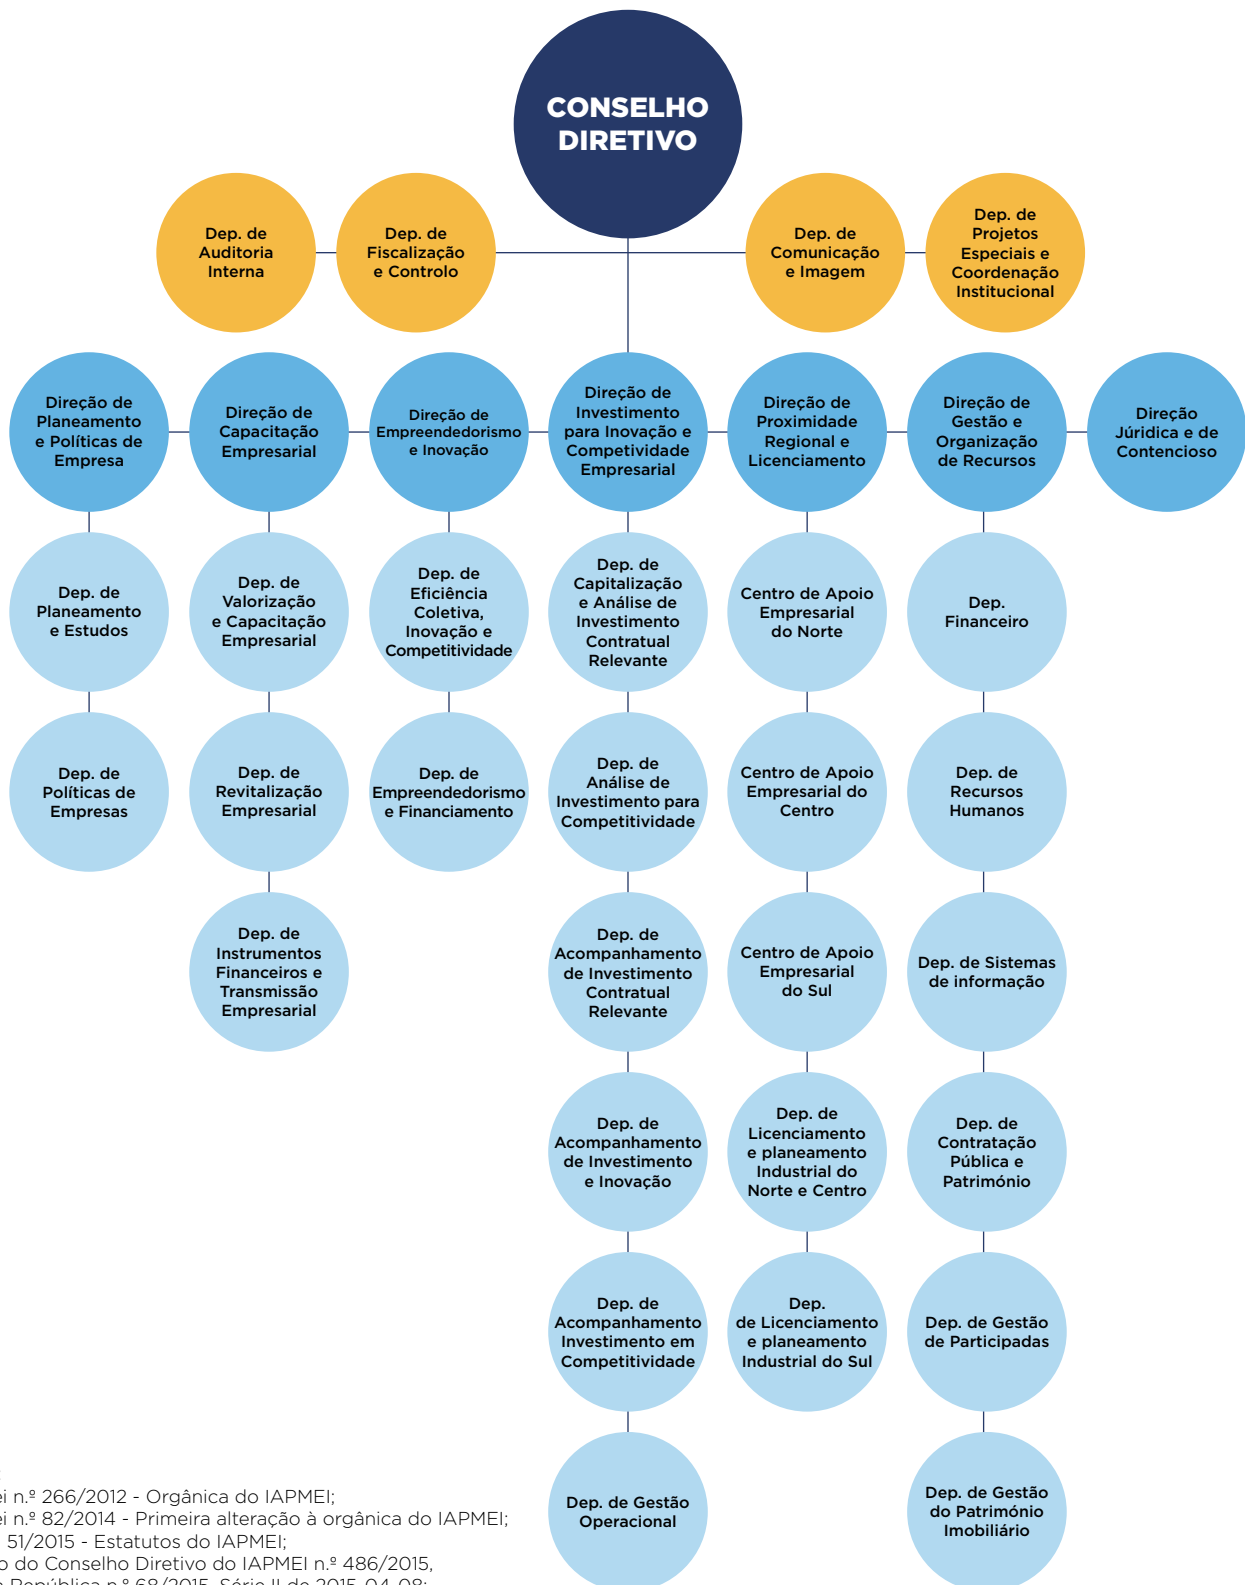 CONSELHO
DIRETIVO
Dep. de
Auditoria
Interna
Dep. de
Fiscalização
e Controlo
Dep. de
Comunicação
e Imagem
Dep. de
Projetos
Especiais e
Coordenação
Institucional
Direção de
Planeamento
e Políticas de
Empresa
Direção de
Capacitação
Empresarial
Direção de
Empreendedorismo
e Inovação
Direção de
Investimento
para Inovação e
Competividade
Empresarial
Direção de
Proximidade
Regional e
Licenciamento
Direção de
Gestão e
Organização
de Recursos
Direção
Júridica e de
Contencioso
Dep. de
Planeamento
e Estudos
Dep. de
Valorização
e Capacitação
Empresarial
Dep. de
Eficiência
Coletiva,
Inovação e
Competitividade
Dep. de
Capitalização
e Análise de
Investimento
Contratual
Relevante
Centro de Apoio
Empresarial
do Norte
Dep.
Financeiro
Dep. de
Políticas de
Empresas
Dep. de
Revitalização
Empresarial
Dep. de
Empreendedorismo
e Financiamento
Dep. de
Análise de
Investimento para
Competitividade
Centro de Apoio
Empresarial do
Centro
Dep. de
Recursos
Humanos
Dep. de
Instrumentos
Financeiros e
Transmissão
Empresarial
Dep. de
Acompanhamento
de Investimento
Contratual
Relevante
Centro de Apoio
Empresarial
do Sul
Dep. de Sistemas
de informação
Dep. de
Acompanhamento
de Investimento
e Inovação
Dep. de
Licenciamento
e planeamento
Industrial do
Norte e Centro
Dep. de
Contratação
Pública e
Património
Dep. de
Acompanhamento
Investimento em
Competitividade
Dep.
de Licenciamento
e planeamento
Industrial do Sul
Dep. de Gestão
de Participadas
Dep. de Gestão
Operacional
Dep. de Gestão
do Património
Imobiliário
n.º 266/2012 - Orgânica do IAPMEI;
n.º 82/2014 - Primeira alteração à orgânica do IAPMEI;
51/2015 - Estatutos do IAPMEI;
do Conselho Diretivo do IAPMEI n.º 486/2015,
República n.º 68/2015, Série II de 2015-04-08;